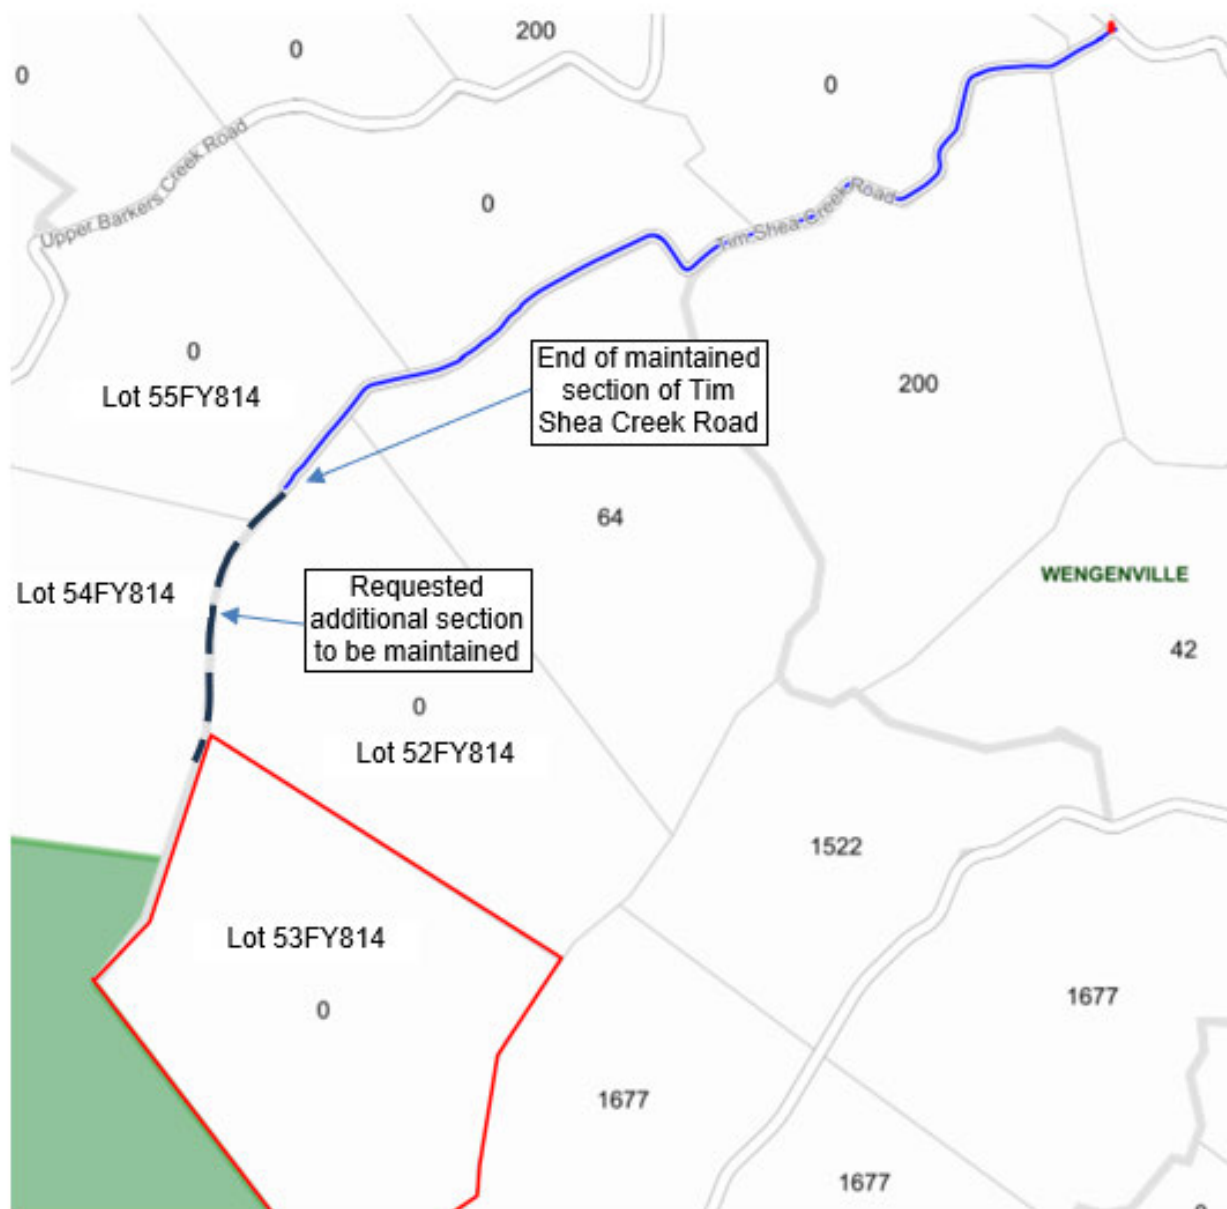 200
0
0
0
Upper Barkers Creek Road
0
Tim Shea Creek Road
0
Lot 55FY814
End of maintained
section of Tim
Shea Creek Road
200
64
WENGENVILLE
Lot 54FY814
Requested
additional section
to be maintained
42
0
Lot 52FY814
1522
Lot 53FY814
0
1677
1677
1677